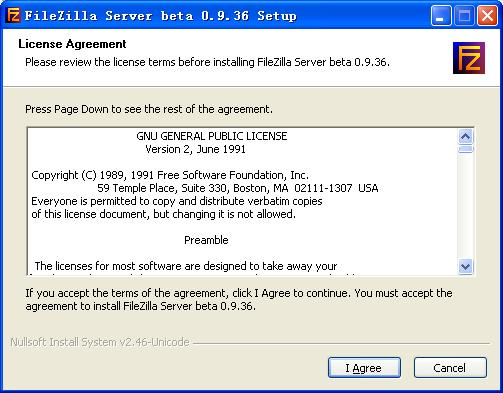 FileZilla Server beta 0.9.36 Setup
License Agreement
Please review the license terms before installing FileZilla Server beta 0.9.36.
Press Page Down to see the rest of the agreement.
GNU GENERAL PUBLIC LICENSE
Version 2, June 1991
Copyright (C) 1989, 1991 Free Software Foundation, Inc.
59 Temple Place, Suite 330, Boston, MA  02111-1307  USA
Everyone is permitted to copy and distribute verbatim copies
of this license document, but changing it is not allowed.
Preamble
The licenses for most software are designed to take away your
If you accept the terms of the agreement, click I Agree to continue. You must accept the
agreement to install FileZilla Server beta 0.9.36.
Nullsoft Install System v2.46-Unicode
I Agree
Cancel